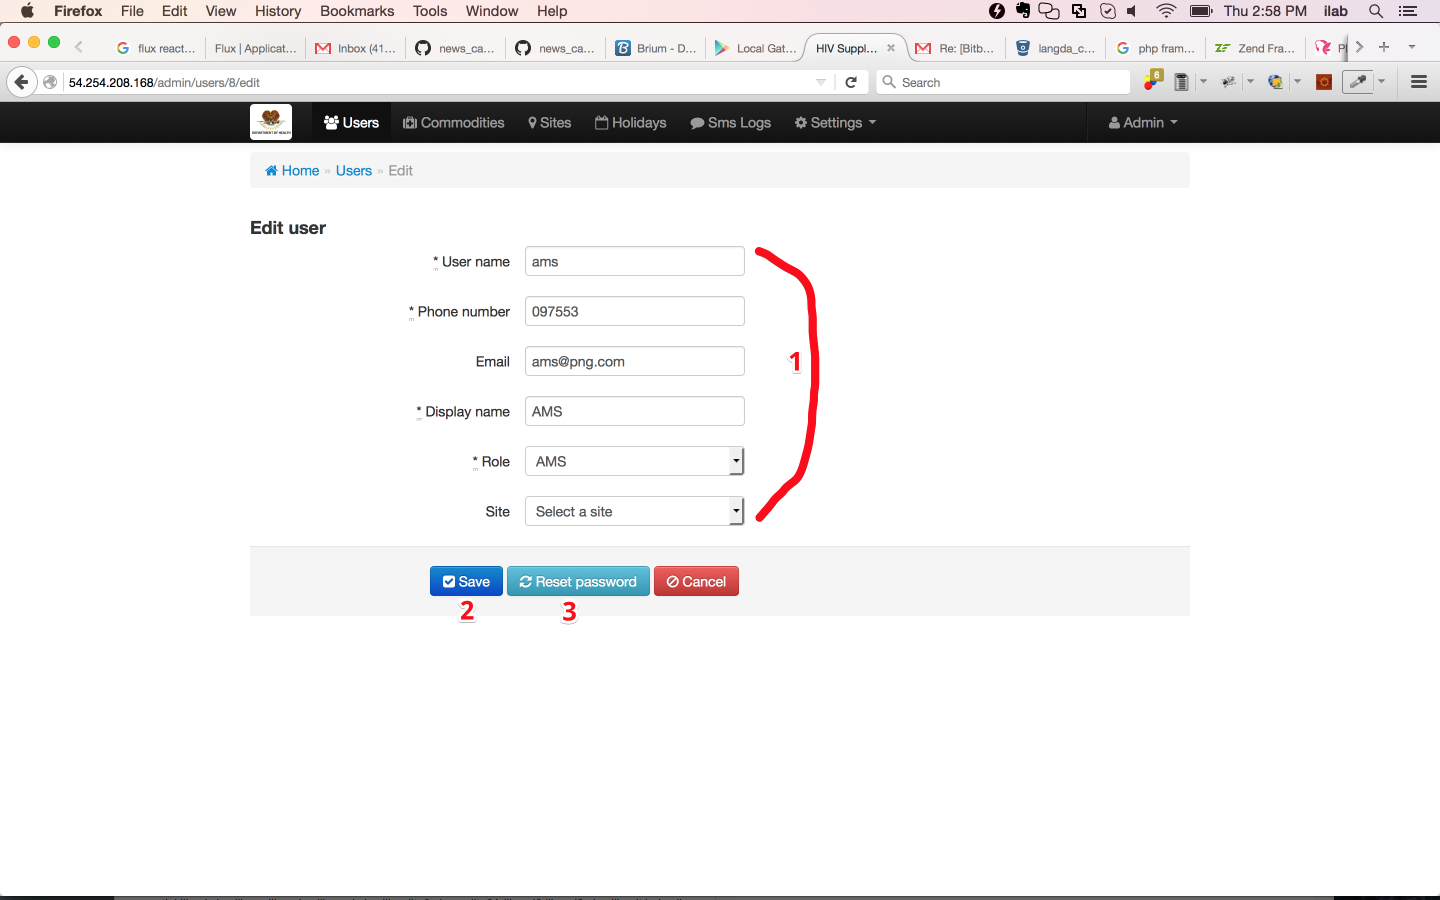 Firefox File Edit View History Bookmarks Tools Window Help Thu 2:58 PM ilab
flux react... Flux | Applicat... Inbox (41... news_ca... news_ca... Brium - D... Local Gat... HIV Suppl... Re: [Bitb... langda_c... php fram... Zend Fra...
54.254.208.168/admin/users/8/edit Search 6
DEPARTMENT OF HEALTH Users Commodities Sites Holidays Sms Logs Settings Admin
Home » Users » Edit
Edit user
* User name ams
* Phone number 097553
Email ams@png.com
1
* Display name AMS
* Role AMS
Site Select a site
Save Reset password Cancel
2 3